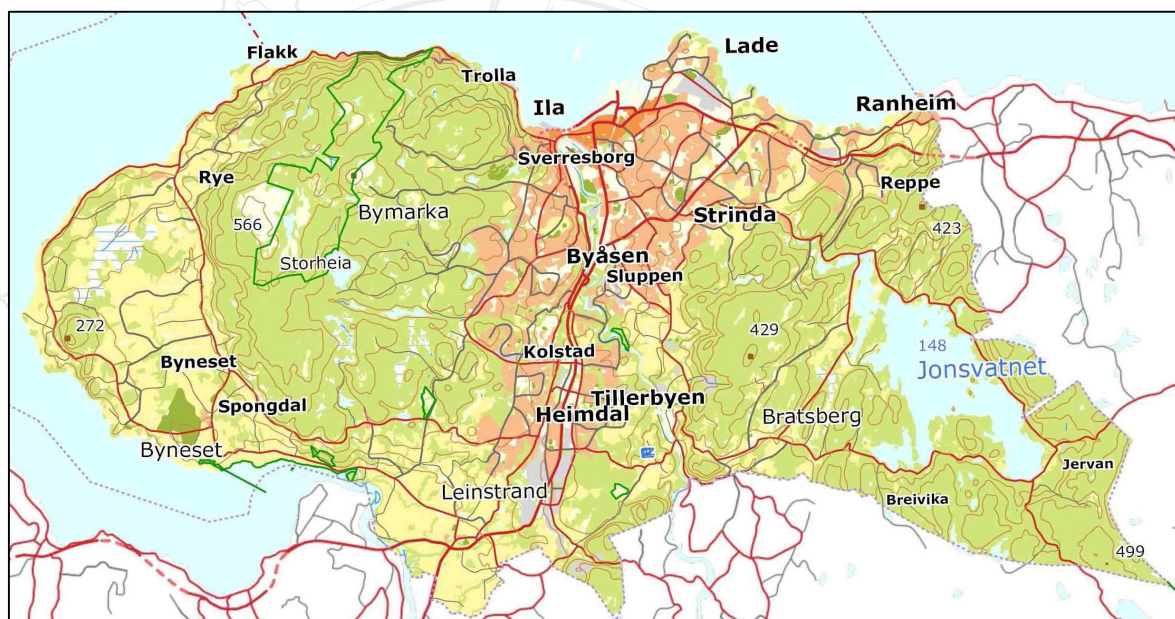 Flakk
Trolla
Lade
Ila
Ranheim
Sverresborg
Rye
566
Bymarka
Reppe
Strinda
423
Storheia
Byåsen
Sluppen
272
429
148
Jonsvatnet
Kolstad
Byneset
Spongdal
Tillerbyen
Heimdal
Bratsberg
Byneset
Leinstrand
Jervan
Breivika
499